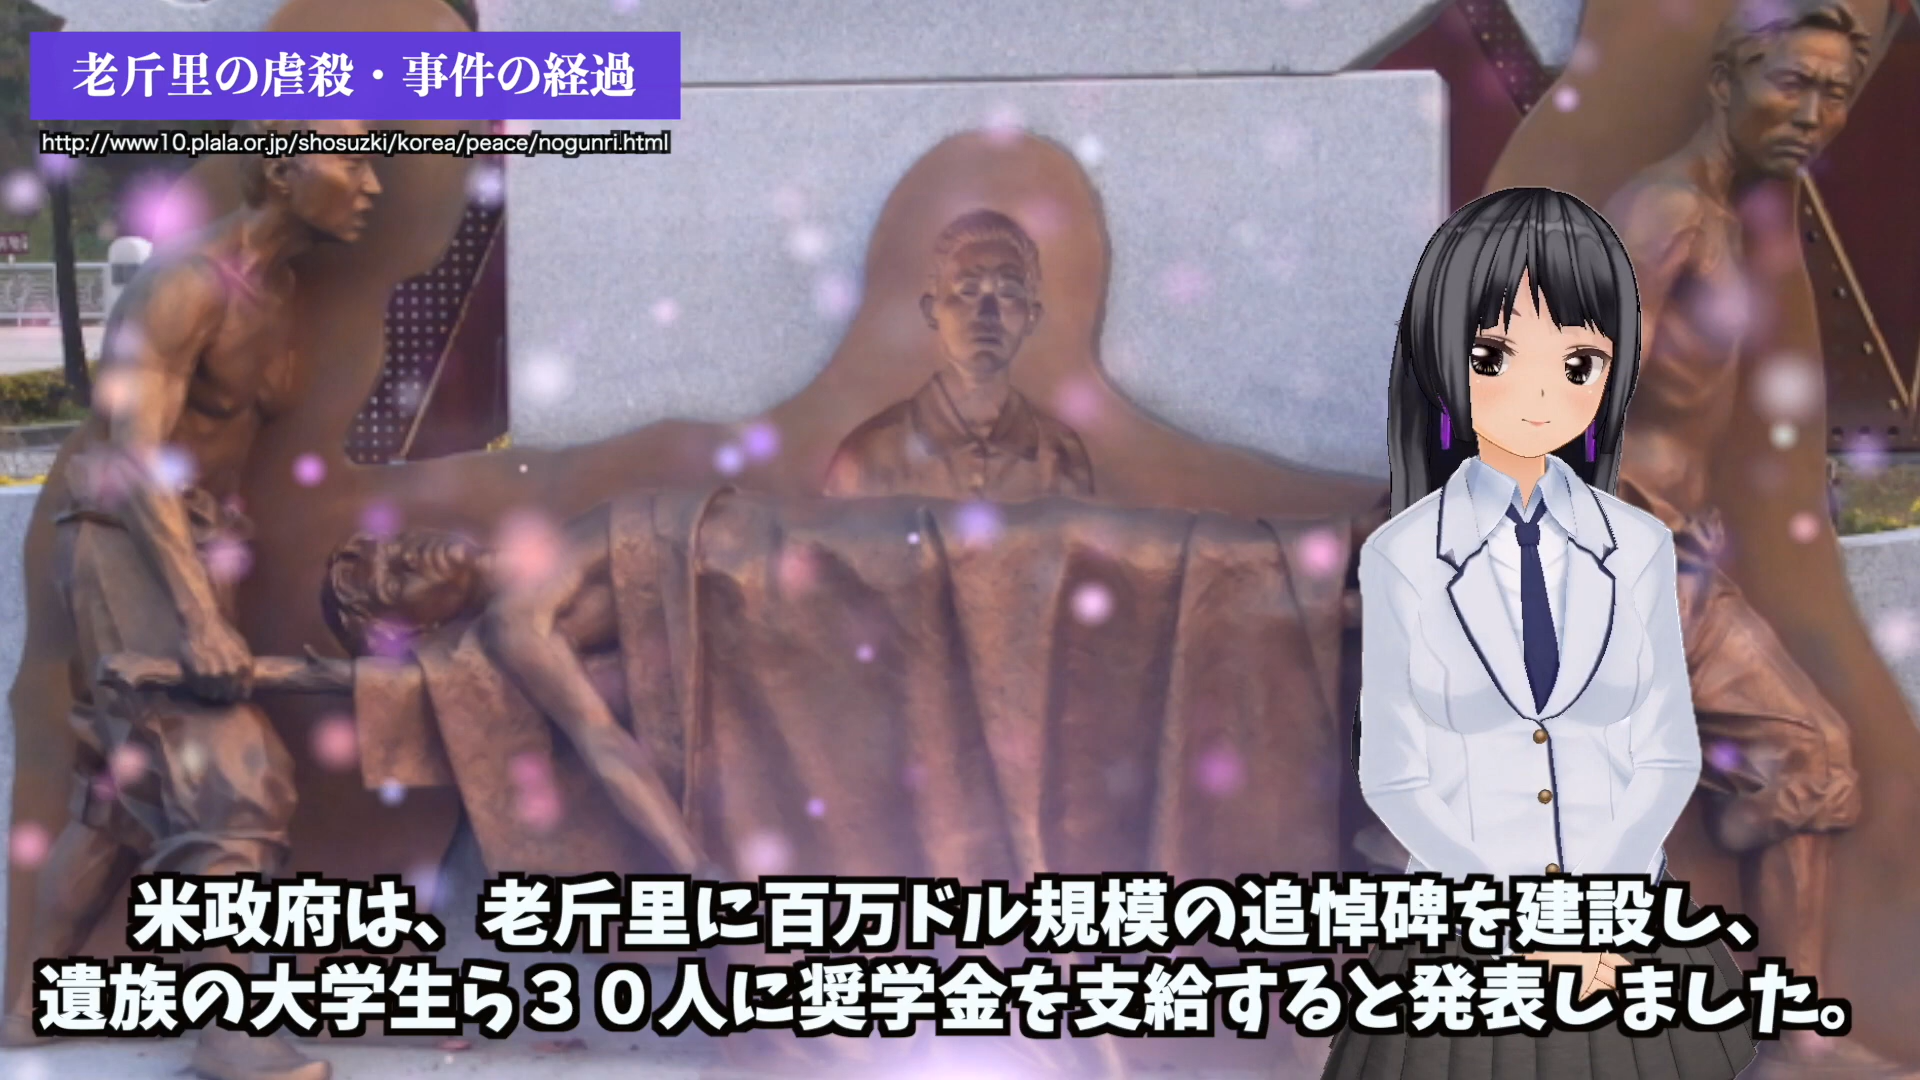 老斤里の虐殺・事件の経過
http://www10.plala.or.jp/shosuzki/korea/peace/nogunri.html
米政府は、老斤里に百万ドル規模の追悼碑を建設し、
遺族の大学生ら３０人に奨学金を支給すると発表しました。